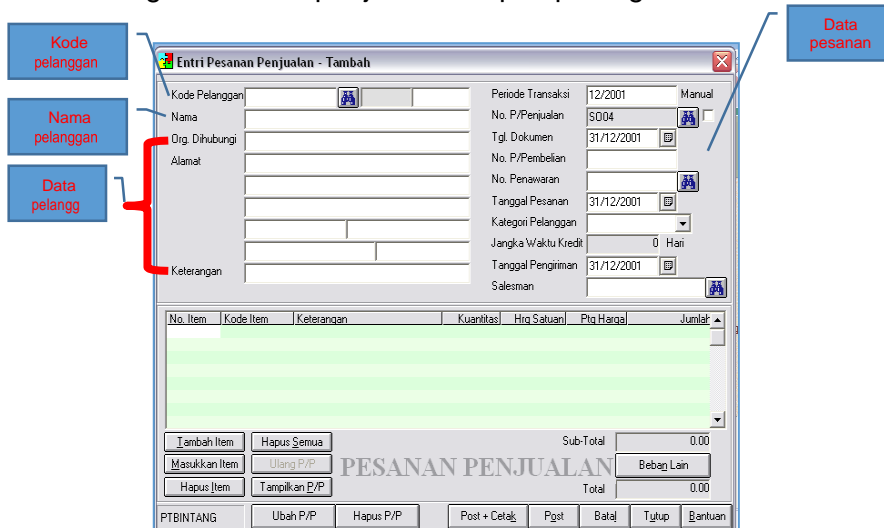 Kode
pelanggan
Data
pesanan
Entri Pesanan Penjualan - Tambah
Kode Pelanggan
Periode Transaksi 12/2001 Manual
Nama
pelanggan
Nama
No. P/Penjualan SO04
Org. Dihubungi
Tgl. Dokumen 31/12/2001
Alamat
No. P/Pembelian
No. Penawaran
Data
pelangg
Tanggal Pesanan 31/12/2001
Kategori Pelanggan
Jangka Waktu Kredit 0 Hari
Keterangan
Tanggal Pengiriman 31/12/2001
Salesman
No. Item Kode Item Keterangan Kuantitas Hrg Satuan Ptg Harga Jumlah
Tambah Item Hapus Semua Sub-Total 0.00
Masukkan Item Ulang P/P PESANAN PENJUALAN Beban Lain
Hapus Item Tampilkan P/P Total 0.00
PTBINTANG Ubah P/P Hapus P/P Post + Cetak Post Batal Tutup Bantuan